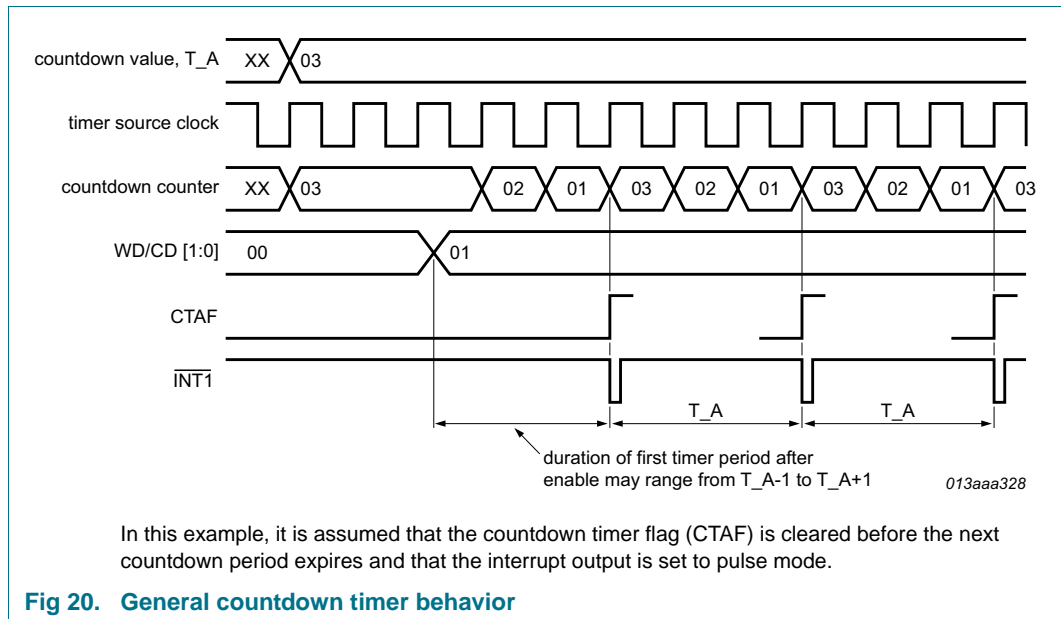 countdown value, T_A XX 03
timer source clock
countdown counter XX 03 02 01 03 02 01 03 02 01 03
WD/CD [1:0] 00 01
CTAF
INT1
T_A T_A
duration of first timer period after
enable may range from T_A-1 to T_A+1
013aaa328
In this example, it is assumed that the countdown timer flag (CTAF) is cleared before the next
countdown period expires and that the interrupt output is set to pulse mode.
Fig 20. General countdown timer behavior